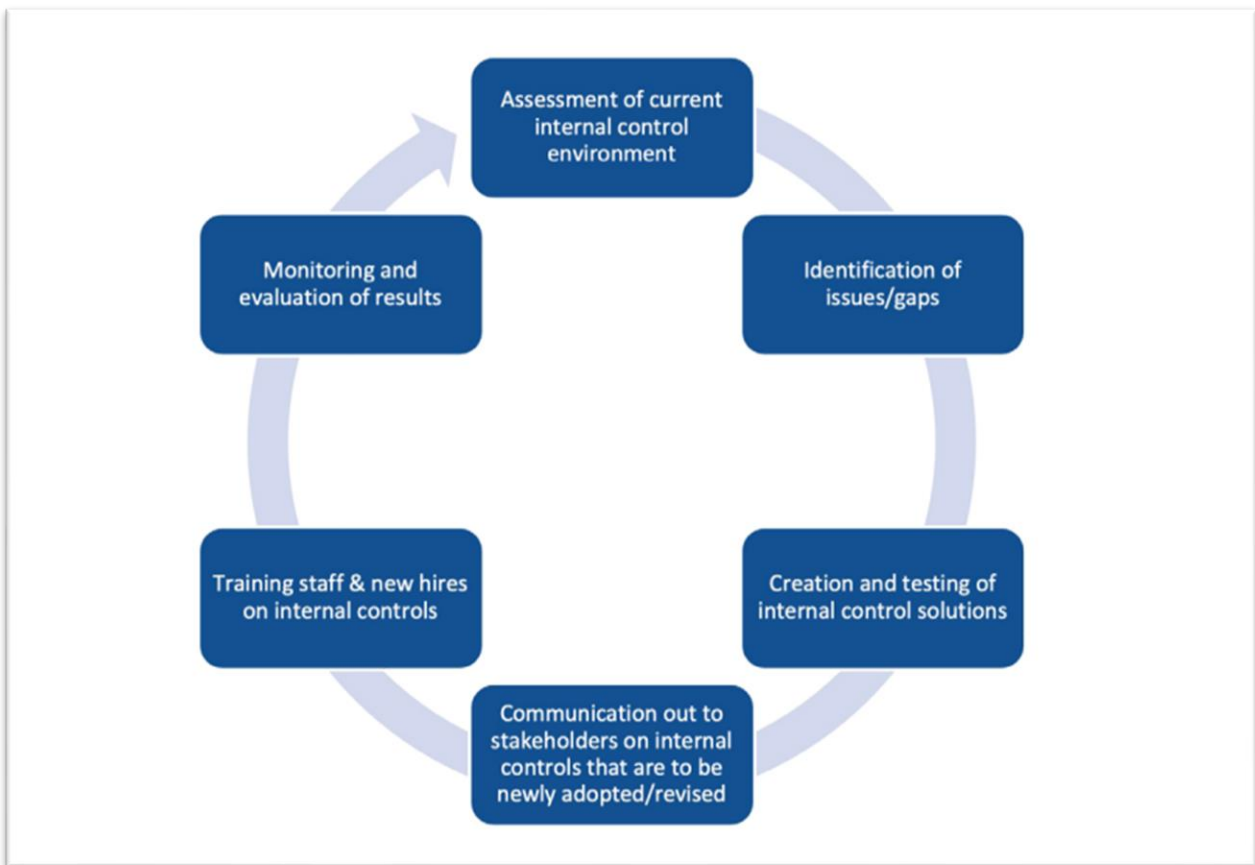 Assessment of current
internal control
environment
Identification of
issues/gaps
Creation and testing of
internal control solutions
Communication out to
stakeholders on internal
controls that are to be
newly adopted/revised
Training staff & new hires
on internal controls
Monitoring and
evaluation of results